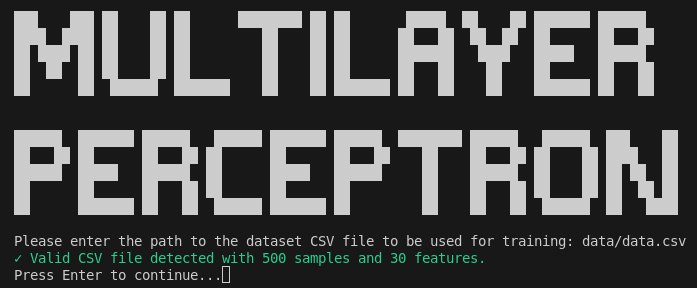 MULTILAYER
PERCEPTRON
Please enter the path to the dataset CSV file to be used for training: data/data.csv
✓ Valid CSV file detected with 500 samples and 30 features.
Press Enter to continue...